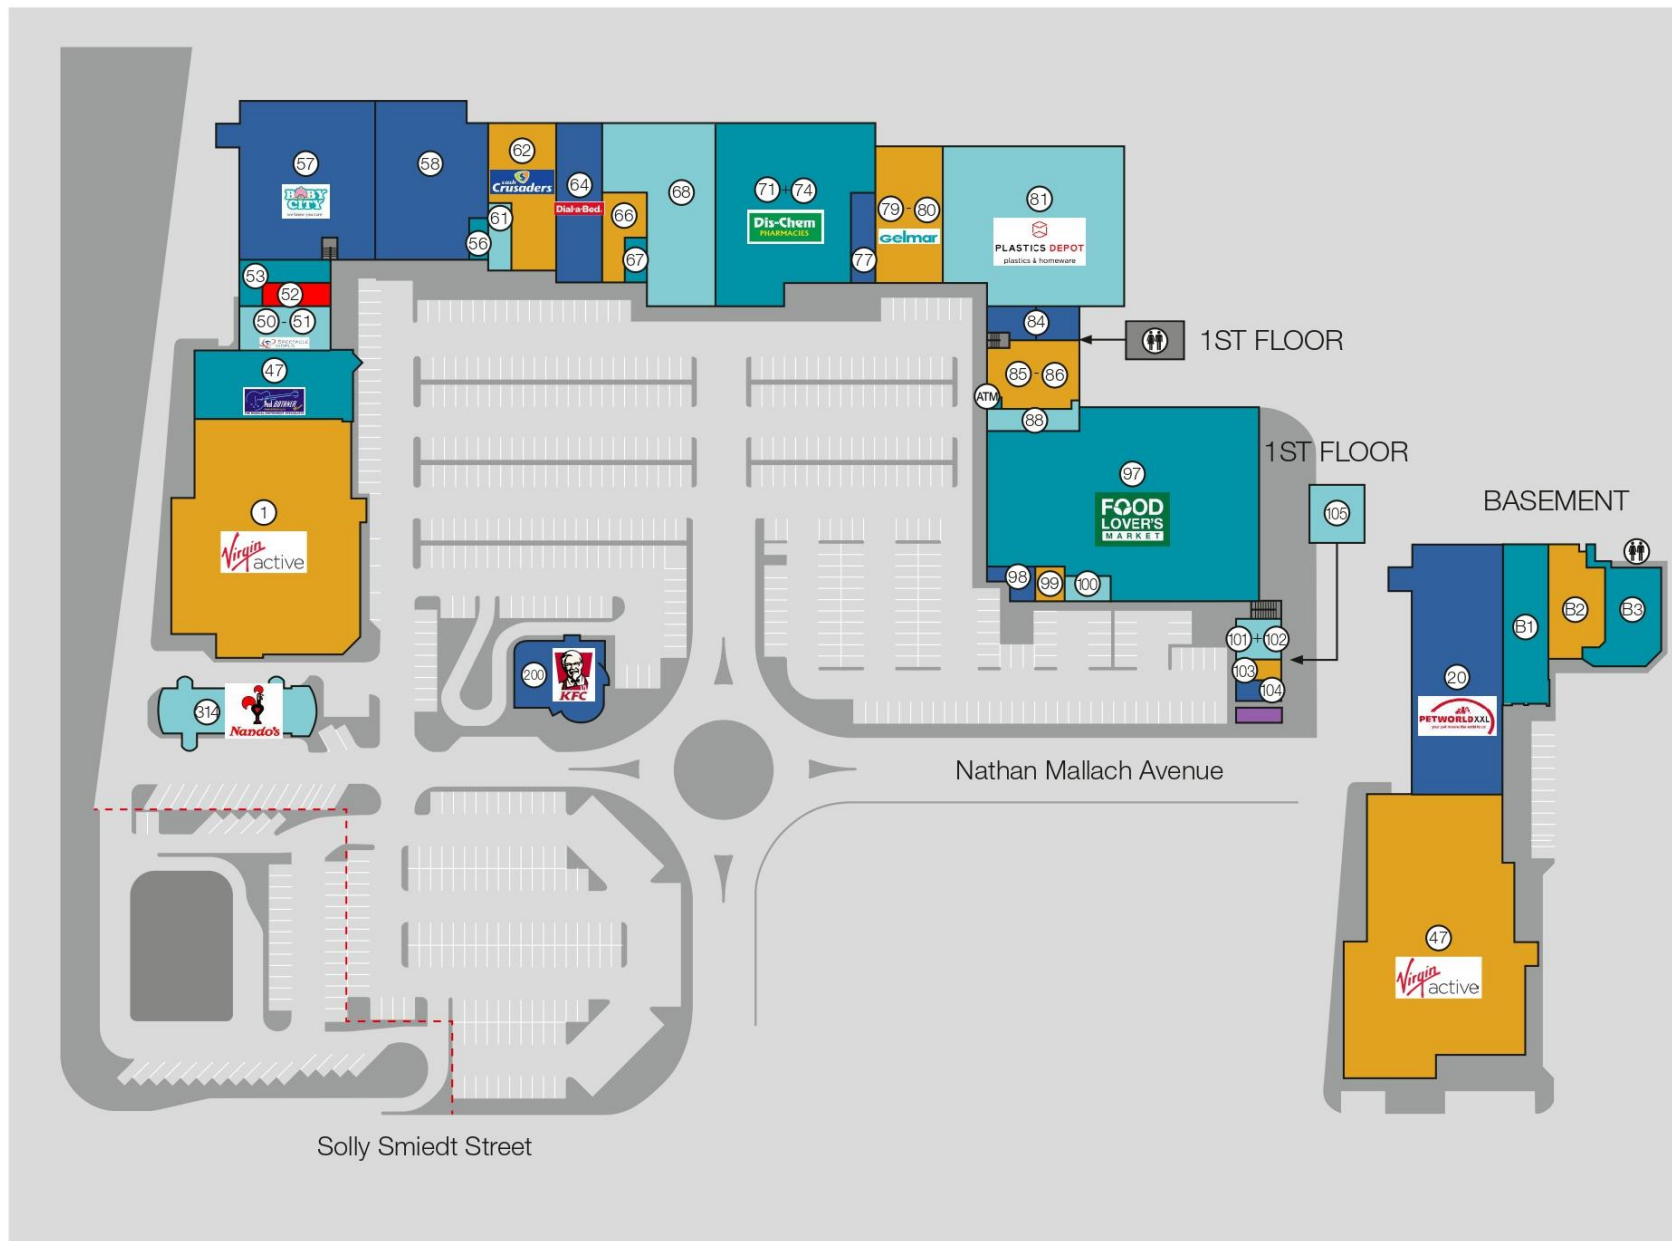 57
BABY
CITY
58
62
cash
Crusaders
61
56
64
Dial-a-Bed.
66
67
68
71 + 74
Dis-Chem
PHARMACIES
77
79 - 80
Gelmar
81
PLASTICS DEPOT
plastics & homeware
53
52
50 - 51
47
84
1ST FLOOR
85 - 86
ATM
88
1ST FLOOR
97
FOOD
LOVER'S
MARKET
105
BASEMENT
1
Virgin
active
98
99
100
101 + 102
103
104
B1
B2
B3
20
PETWORLDXXL
200
KFC
314
Nando's
Nathan Mallach Avenue
47
Virgin
active
Solly Smiedt Street